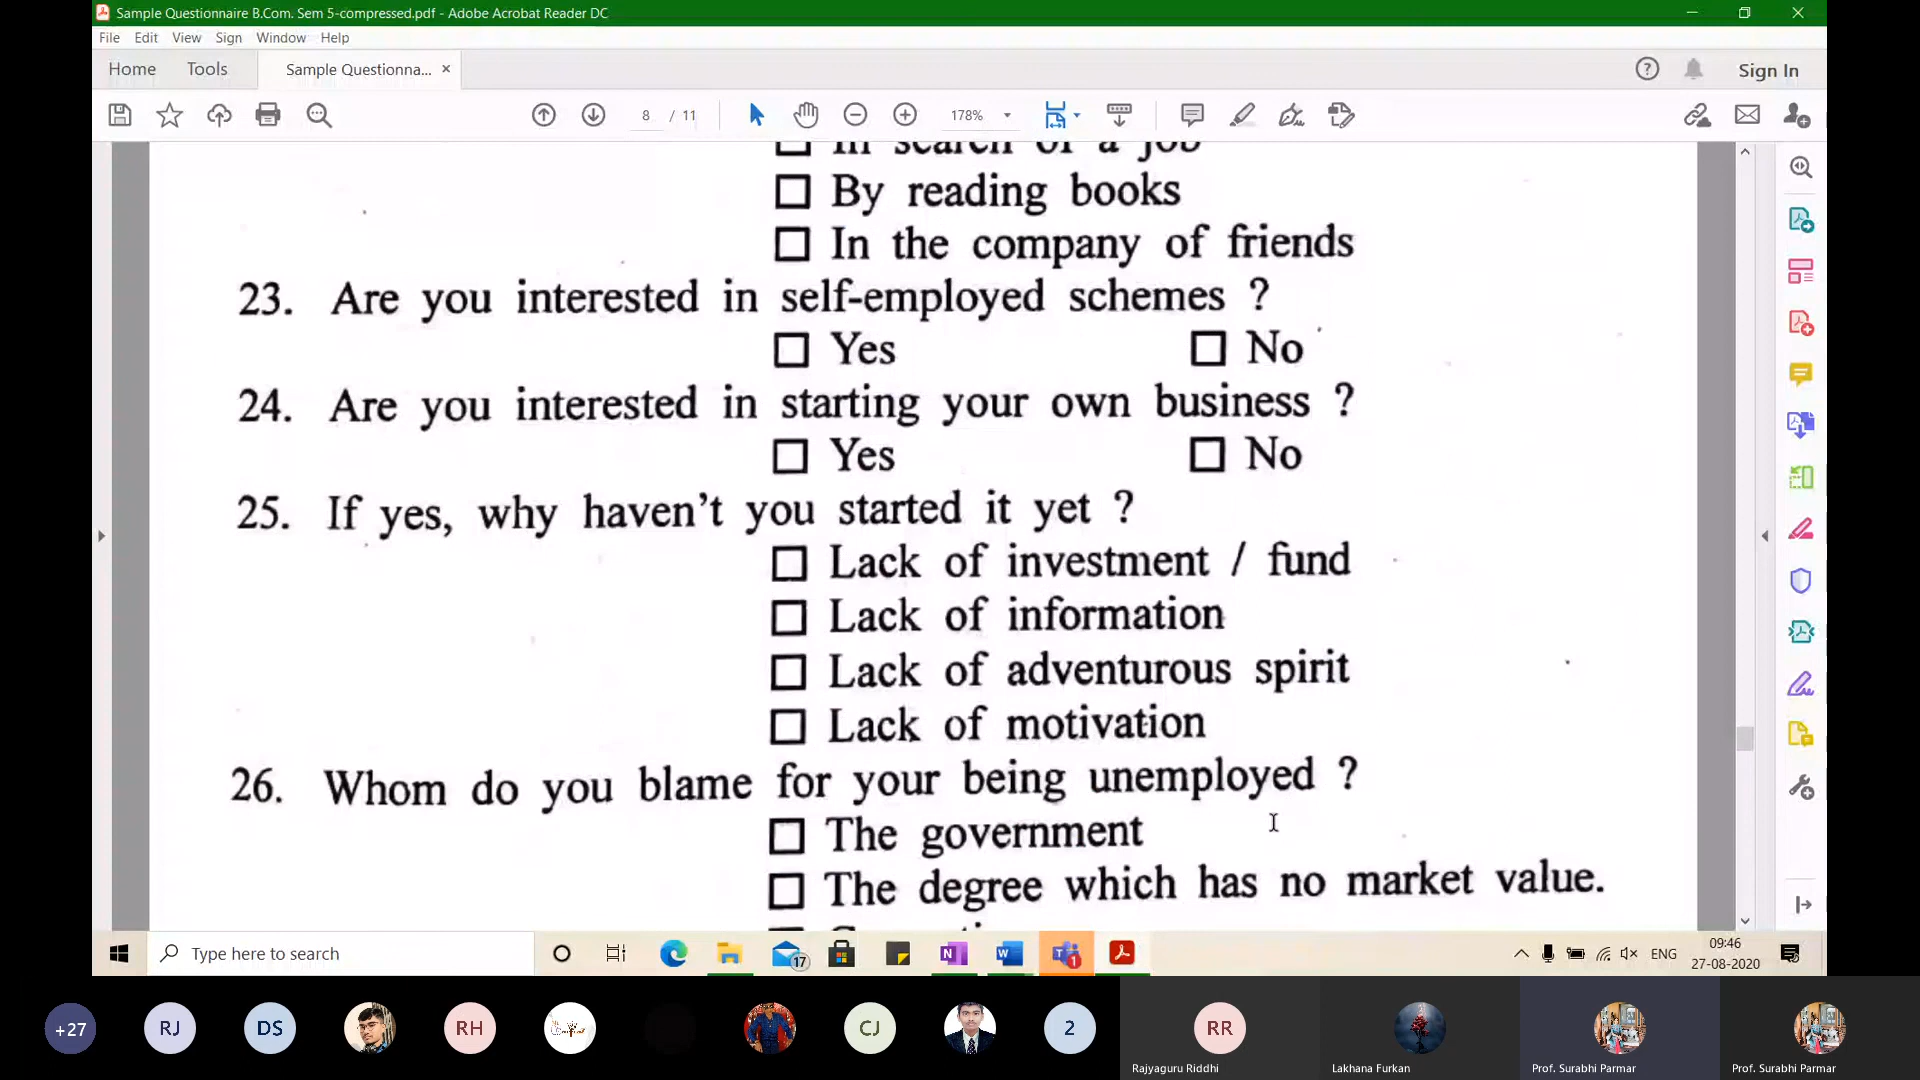 Sample Questionnaire B.Com. Sem 5-compressed.pdf - Adobe Acrobat Reader DC
File Edit View Sign Window Help
Home Tools Sample Questionna... × Sign In
8 / 11 178%
In search of a job
By reading books
In the company of friends
23. Are you interested in self-employed schemes ?
Yes No
24. Are you interested in starting your own business ?
Yes No
25. If yes, why haven't you started it yet ?
Lack of investment / fund
Lack of information
Lack of adventurous spirit
Lack of motivation
26. Whom do you blame for your being unemployed ?
The government
The degree which has no market value.
Type here to search 17 1 ENG 09:46
27-08-2020
+27 RJ DS RH CJ 2 RR
Rajyaguru Riddhi Lakhana Furkan Prof. Surabhi Parmar Prof. Surabhi Parmar